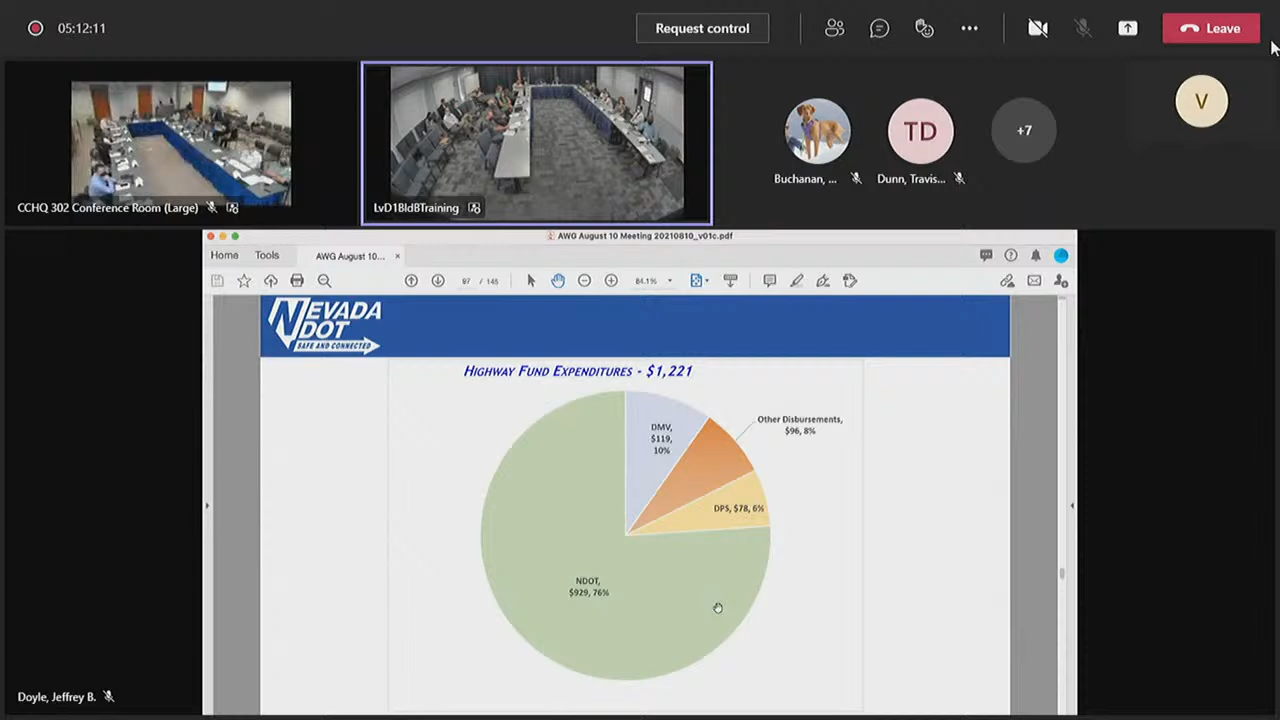 05:12:11
Request control
Leave
V
TD
+7
Buchanan, ...
Dunn, Travis...
CCHQ 302 Conference Room (Large)
LvD1BldBTraining
AWG August 10 Meeting 20210810_v01c.pdf
Home
Tools
AWG August 10...
97 / 145
84.1%
NEVADA
DOT
SAFE AND CONNECTED
HIGHWAY FUND EXPENDITURES - $1,221
DMV,
$119,
10%
Other Disbursements,
$96, 8%
DPS, $78, 6%
NDOT,
$929, 76%
Doyle, Jeffrey B.